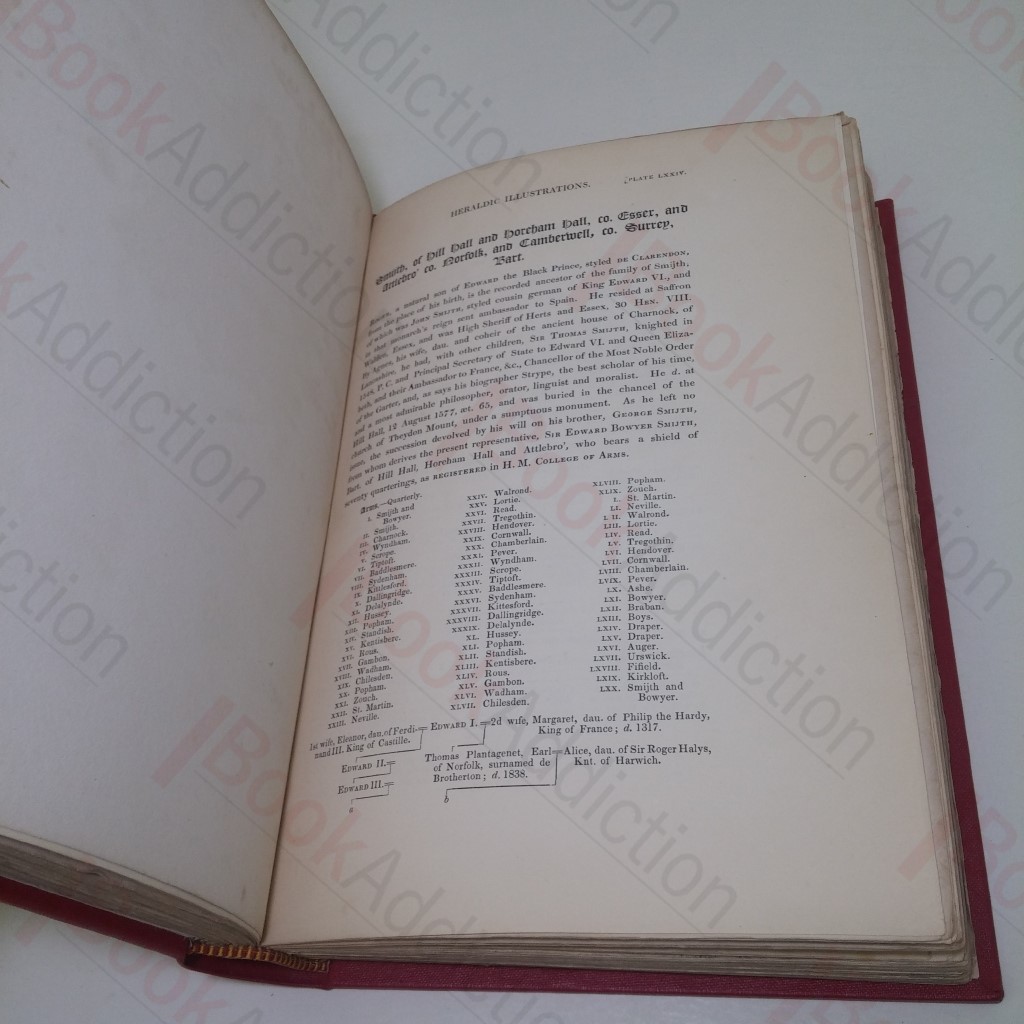 HERALDIC ILLUSTRATIONS. PLATE LXXIV.
Smijth, of Hill Hall and Horeham Hall, co. Essex, and
Attlebro' co. Norfolk, and Camberwell, co. Surrey,
Bart.
a natural son of EDWARD the Black Prince, styled DE CLARENDON,
from the place of his birth, is the recorded ancestor of the family of Smijth;
of which was JOHN SMIJTH, styled cousin german of King EDWARD VI., and
in that monarch's reign sent ambassador to Spain. He resided at Saffron
Walden, Essex, and was High Sheriff of Herts and Essex, 30 HEN. VIII.
By Agnes, his wife, dau. and coheir of the ancient house of Charnock, of
Lancashire, he had, with other children, SIR THOMAS SMIJTH, knighted in
1548, P. C. and Principal Secretary of State to Edward VI. and Queen Eliza-
beth, and their Ambassador to France, &c., Chancellor of the Most Noble Order
of the Garter, and, as says his biographer Strype, the best scholar of his time,
and a most admirable philosopher, orator, linguist and moralist. He d. at
Hill Hall, 12 August 1577, æt. 65, and was buried in the chancel of the
church of Theydon Mount, under a sumptuous monument. As he left no
issue, the succession devolved by his will on his brother, GEORGE SMIJTH,
from whom derives the present representative, SIR EDWARD BOWYER SMIJTH,
Bart. of Hill Hall, Horeham Hall and Attlebro', who bears a shield of
seventy quarterings, as REGISTERED in H. M. COLLEGE OF ARMS.
Arms.—Quarterly.
I. Smijth and
Bowyer.
II. Smijth.
III. Charnock.
IV. Wyndham.
V. Scrope.
VI. Tiptoft.
VII. Baddlesmere.
VIII. Sydenham.
IX. Kittlesford.
X. Dallingridge.
XI. Delalynde.
XII. Hussey.
XIII. Popham.
XIV. Standish.
XV. Kentisbere.
XVI. Rous.
XVII. Gambon.
XVIII. Wadham.
XIX. Chilesden.
XX. Popham.
XXI. Zouch.
XXII. St. Martin.
XXIII. Neville.
XXIV. Walrond.
XXV. Lortie.
XXVI. Read.
XXVII. Tregothin.
XXVIII. Hendover.
XXIX. Cornwall.
XXX. Chamberlain.
XXXI. Pever.
XXXII. Wyndham.
XXXIII. Scrope.
XXXIV. Tiptoft.
XXXV. Baddlesmere.
XXXVI. Sydenham.
XXXVII. Kittesford.
XXXVIII. Dallingridge.
XXXIX. Delalynde.
XL. Hussey.
XLI. Popham.
XLII. Standish.
XLIII. Kentisbere.
XLIV. Rous.
XLV. Gambon.
XLVI. Wadham.
XLVII. Chilesden.
XLVIII. Popham.
XLIX. Zouch.
L. St. Martin.
LI. Neville.
LII. Walrond.
LIII. Lortie.
LIV. Read.
LV. Tregothin.
LVI. Hendover.
LVII. Cornwall.
LVIII. Chamberlain.
LVIX. Pever.
LX. Ashe.
LXI. Bowyer.
LXII. Braban.
LXIII. Boys.
LXIV. Draper.
LXV. Draper.
LXVI. Auger.
LXVII. Urswick.
LXVIII. Fifield.
LXIX. Kirkloft.
LXX. Smijth and
Bowyer.
1st wife, Eleanor, dau. of Ferdi-=EDWARD I.=2d wife, Margaret, dau. of Philip the Hardy,
nand III. King of Castille. King of France; d. 1317.
EDWARD II.= Thomas Plantagenet, Earl=Alice, dau. of Sir Roger Halys,
of Norfolk, surnamed de Knt. of Harwich.
EDWARD III.= Brotherton; d. 1338.
a b
BookAddiction